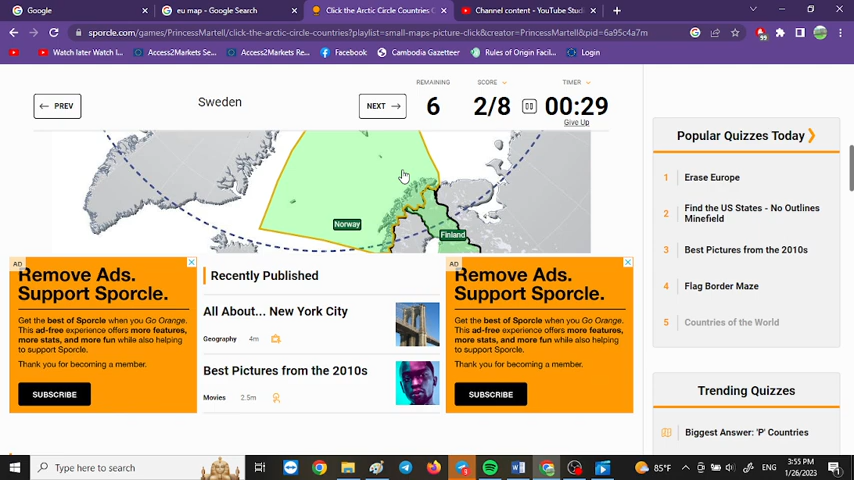 Google
eu map - Google Search
Click the Arctic Circle Countries C
Channel content - YouTube Studi
sporcle.com/games/PrincessMartell/click-the-arctic-circle-countries?playlist=small-maps-picture-click&creator=PrincessMartell&pid=6a95c4a7m
Watch later Watch l...
Access2Markets Se...
Access2Markets Re...
Facebook
Cambodia Gazetteer
Rules of Origin Facil...
Login
PREV
Sweden
NEXT
REMAINING
6
SCORE
2/8
TIMER
00:29
Give Up
Norway
Finland
AD
Remove Ads.
Support Sporcle.
Get the best of Sporcle when you Go Orange.
This ad-free experience offers more features,
more stats, and more fun while also helping
to support Sporcle.
Thank you for becoming a member.
SUBSCRIBE
Recently Published
All About... New York City
Geography 4m
Best Pictures from the 2010s
Movies 2.5m
AD
Remove Ads.
Support Sporcle.
Get the best of Sporcle when you Go Orange.
This ad-free experience offers more features,
more stats, and more fun while also helping
to support Sporcle.
Thank you for becoming a member.
SUBSCRIBE
Popular Quizzes Today
1 Erase Europe
2 Find the US States - No Outlines
Minefield
3 Best Pictures from the 2010s
4 Flag Border Maze
5 Countries of the World
Trending Quizzes
Biggest Answer: 'P' Countries
Type here to search
85°F
ENG
3:55 PM
1/26/2023